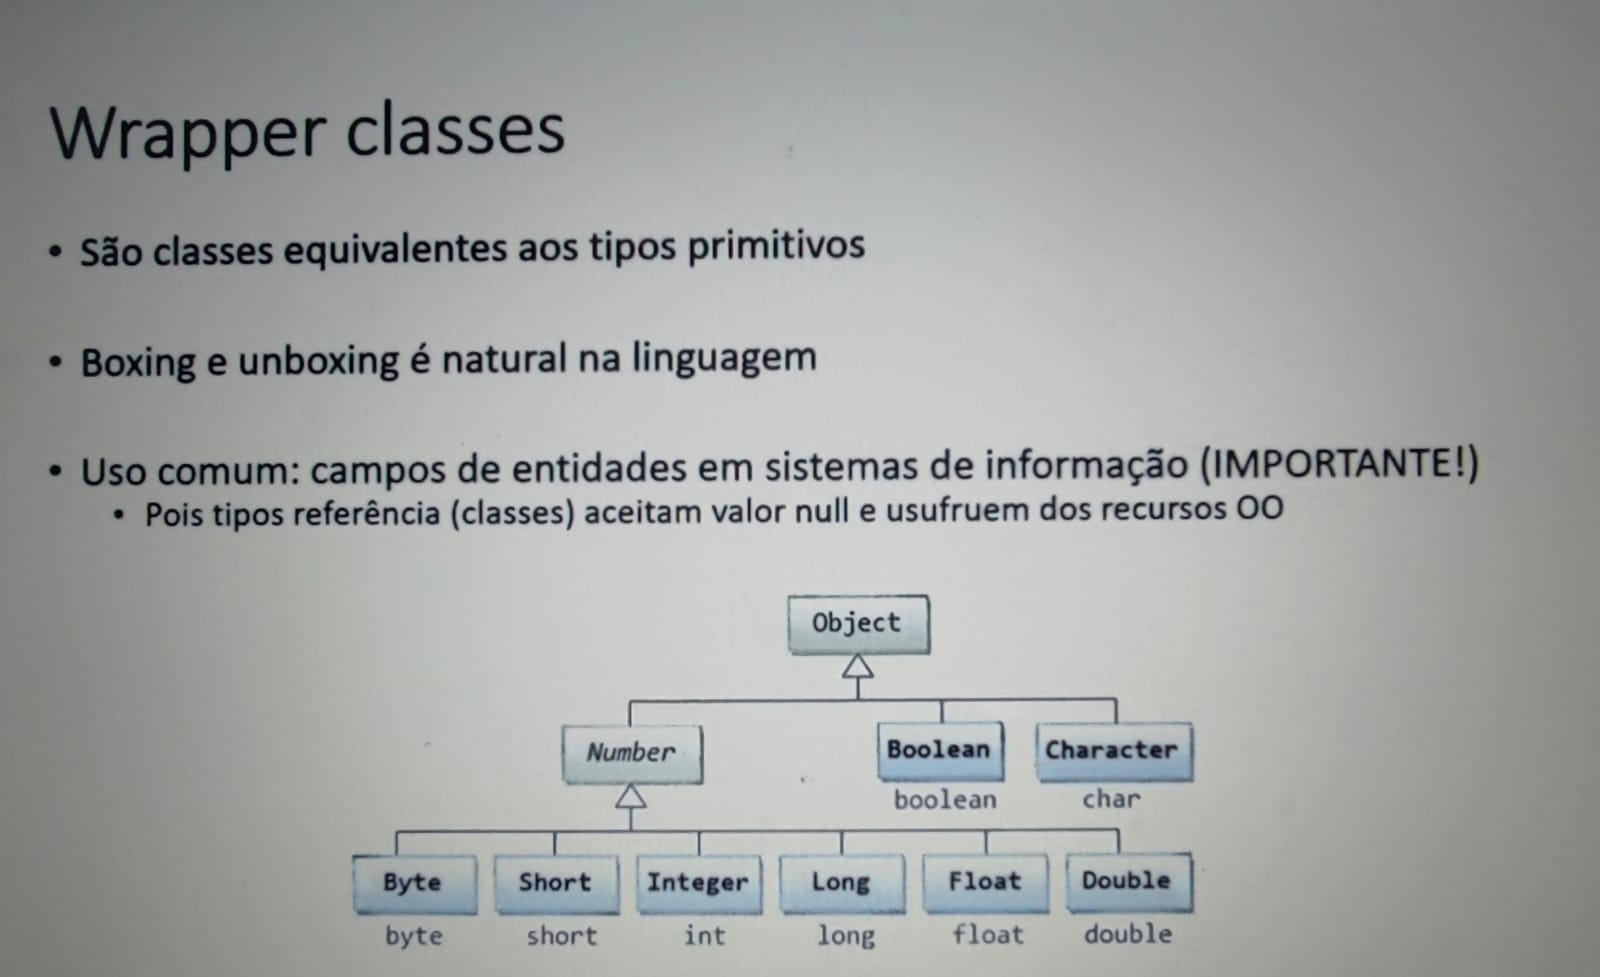 Wrapper classes
• São classes equivalentes aos tipos primitivos
• Boxing e unboxing é natural na linguagem
• Uso comum: campos de entidades em sistemas de informação (IMPORTANTE!)
• Pois tipos referência (classes) aceitam valor null e usufruem dos recursos OO
Object
Number Boolean Character
boolean char
Byte Short Integer Long Float Double
byte short int long float double